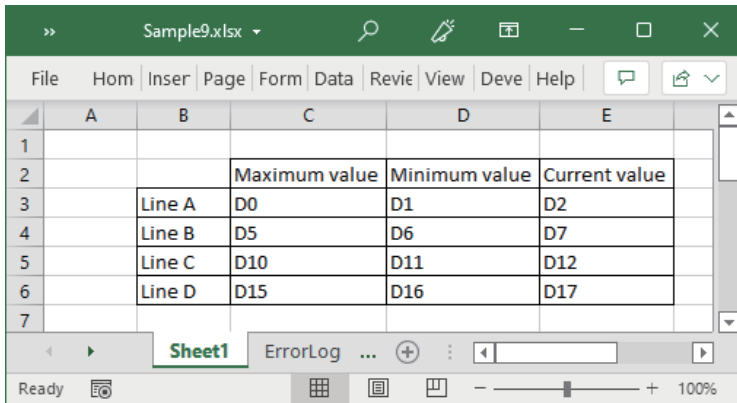 Sample9.xlsx
File Hom Inser Page Form Data Revie View Deve Help
A B C D E
1
2 Maximum value Minimum value Current value
3 Line A D0 D1 D2
4 Line B D5 D6 D7
5 Line C D10 D11 D12
6 Line D D15 D16 D17
7
Sheet1 ErrorLog ...
Ready 100%